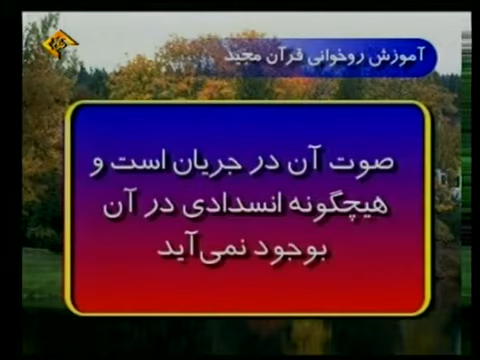 آموزش روخوانی قرآن مجید
صوت آن در جریان است و
هیچگونه انسدادی در آن
بوجود نمی‌آید